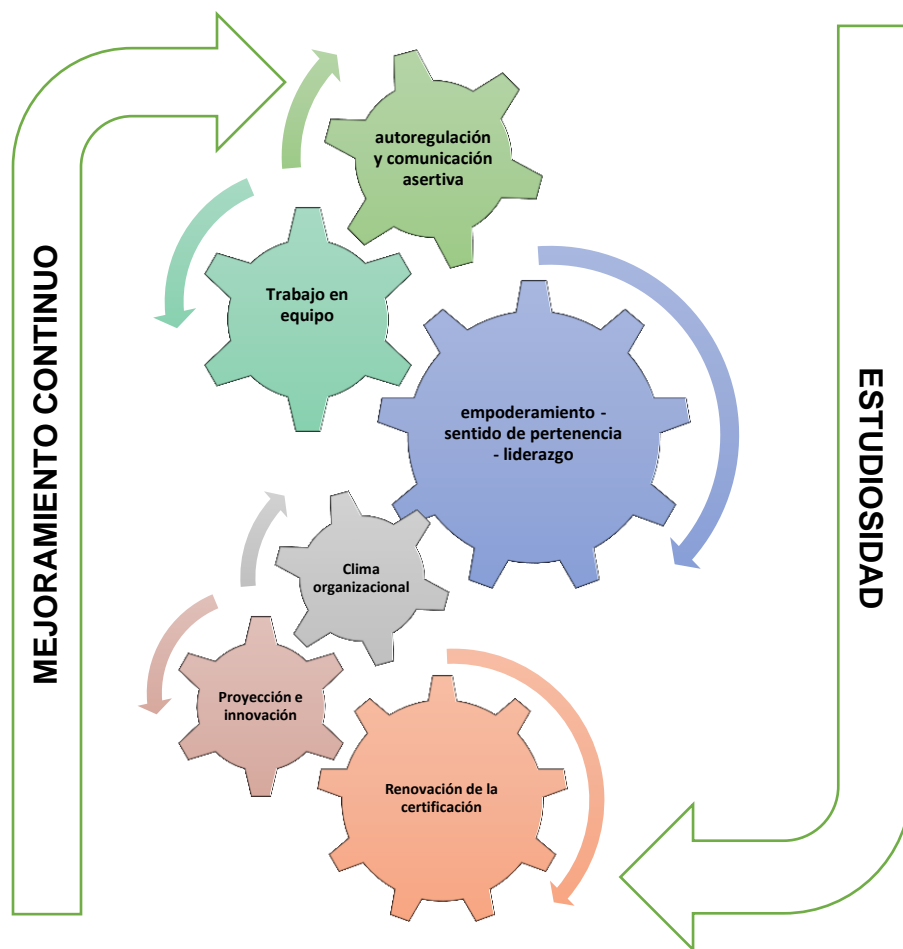 MEJORAMIENTO CONTINUO
autoregulación
y comunicación
asertiva
Trabajo en
equipo
empoderamiento -
sentido de pertenencia
- liderazgo
Clima
organizacional
Proyección e
innovación
Renovación de la
certificación
ESTUDIOSIDAD